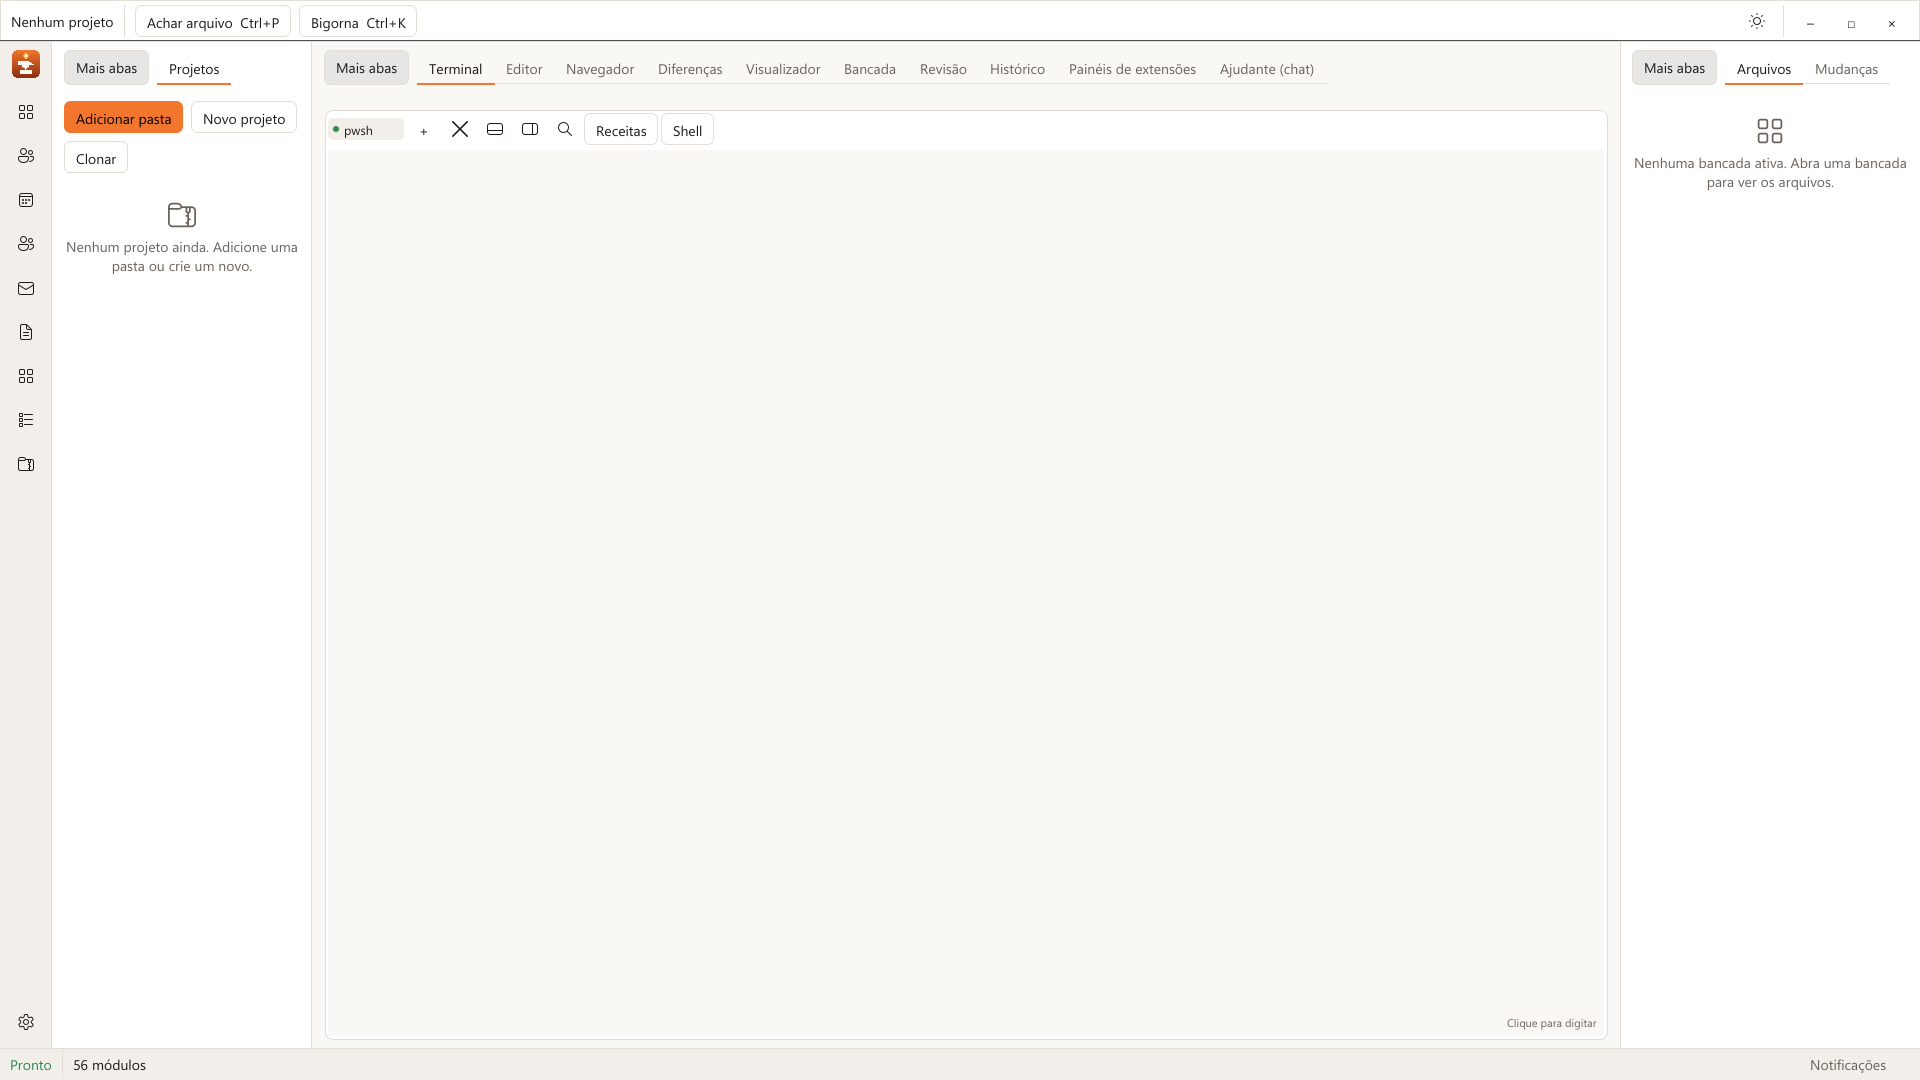 Nenhum projeto
Achar arquivo Ctrl+P
Bigorna Ctrl+K
Mais abas
Projetos
Adicionar pasta
Novo projeto
Clonar
Nenhum projeto ainda. Adicione uma
pasta ou crie um novo.
Mais abas
Terminal
Editor
Navegador
Diferenças
Visualizador
Bancada
Revisão
Histórico
Painéis de extensões
Ajudante (chat)
pwsh
+
Receitas
Shell
Clique para digitar
Mais abas
Arquivos
Mudanças
Nenhuma bancada ativa. Abra uma bancada
para ver os arquivos.
Pronto
56 módulos
Notificações